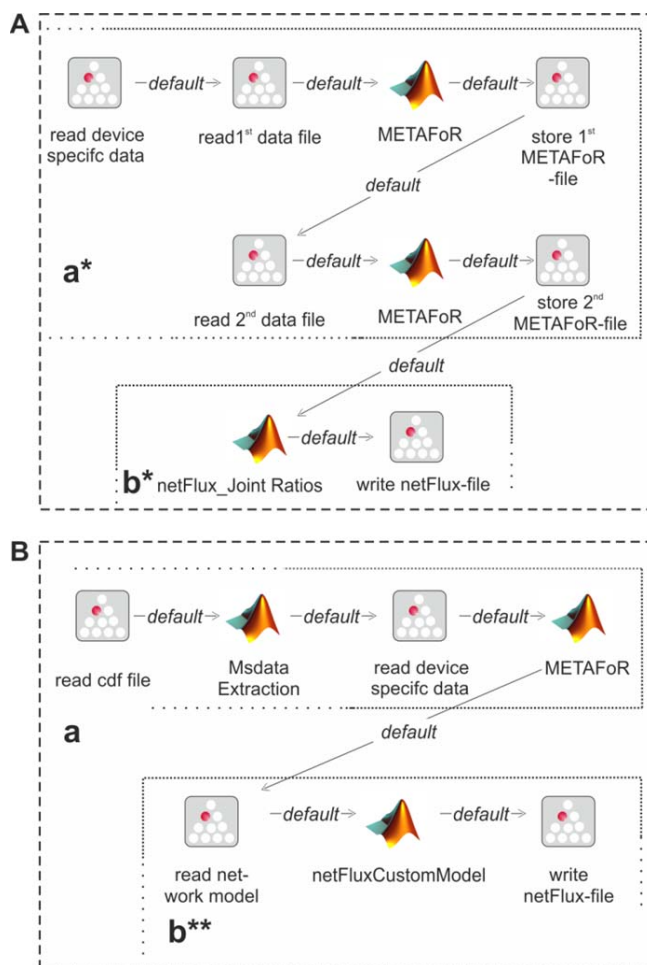 A
default default default
read device
specifc data
read1st data file
METAFoR
store 1st
METAFoR
-file
default
default default
a*
read 2nd data file
METAFoR
store 2nd
METAFoR-file
default
default
b*
netFlux_Joint Ratios
write netFlux-file
B
default default default
read cdf file
Msdata
Extraction
read device
specifc data
METAFoR
a
default
default default
read net-
work model
netFluxCustomModel
write
netFlux-file
b**